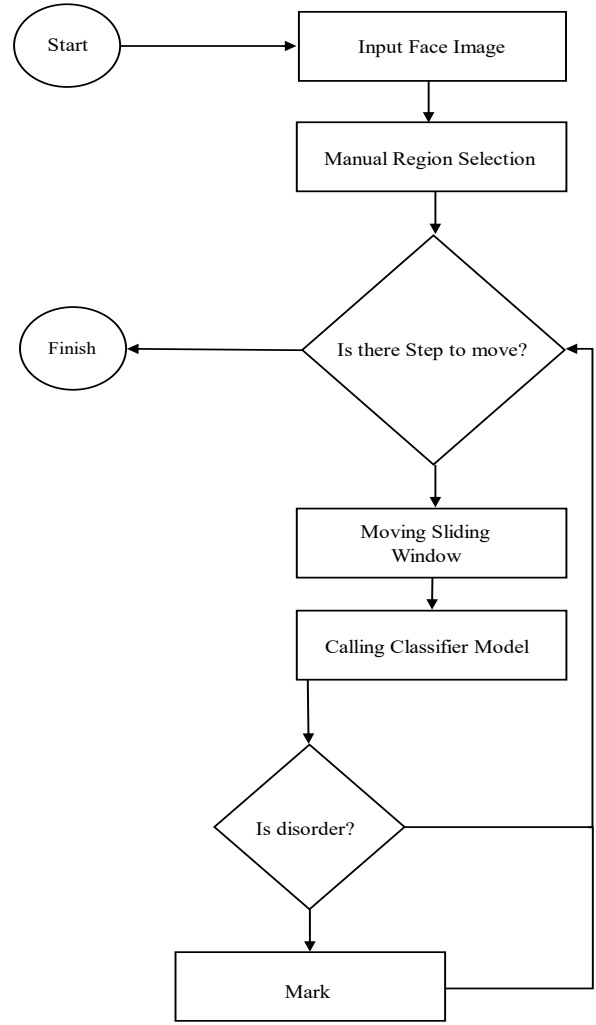 Start
Input Face Image
Manual Region Selection
Is there Step to move?
Finish
Moving Sliding
Window
Calling Classifier Model
Is disorder?
Mark